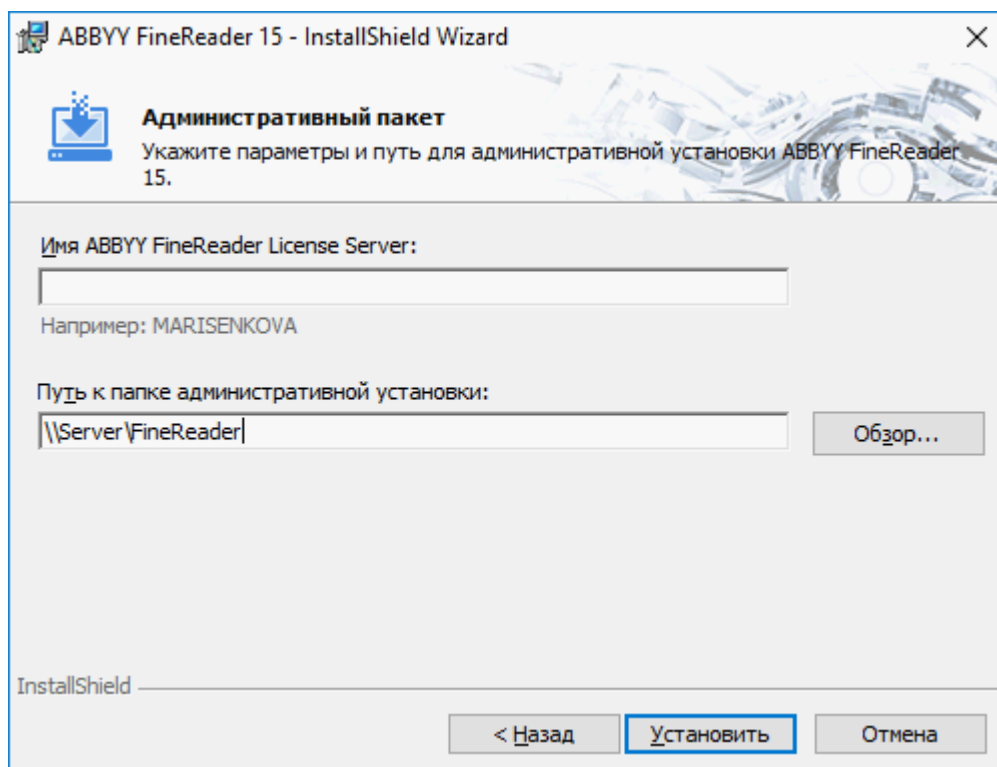 ABBYY FineReader 15 - InstallShield Wizard
Административный пакет
Укажите параметры и путь для административной установки ABBYY FineReader
15.
Имя ABBYY FineReader License Server:
Например: MARISENKOVA
Путь к папке административной установки:
\\Server\FineReader
Обзор...
InstallShield
< Назад
Установить
Отмена